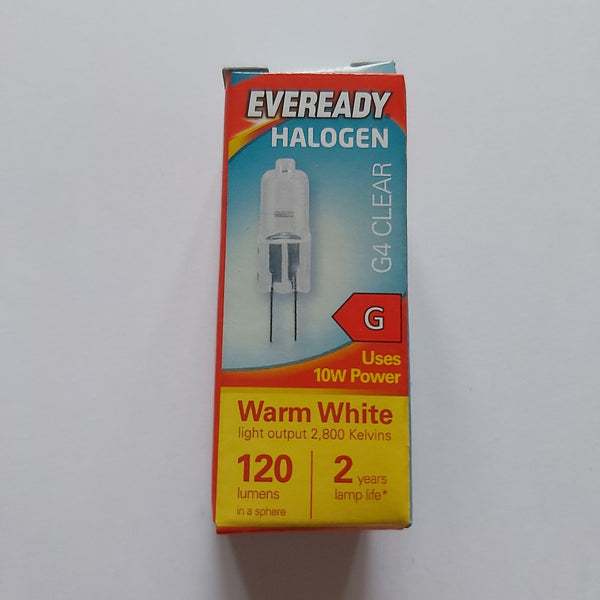 EVEREADY
HALOGEN
G4 CLEAR
G
Uses
10W Power
Warm White
light output 2,800 Kelvins
120
lumens
in a sphere
2 years
lamp life*